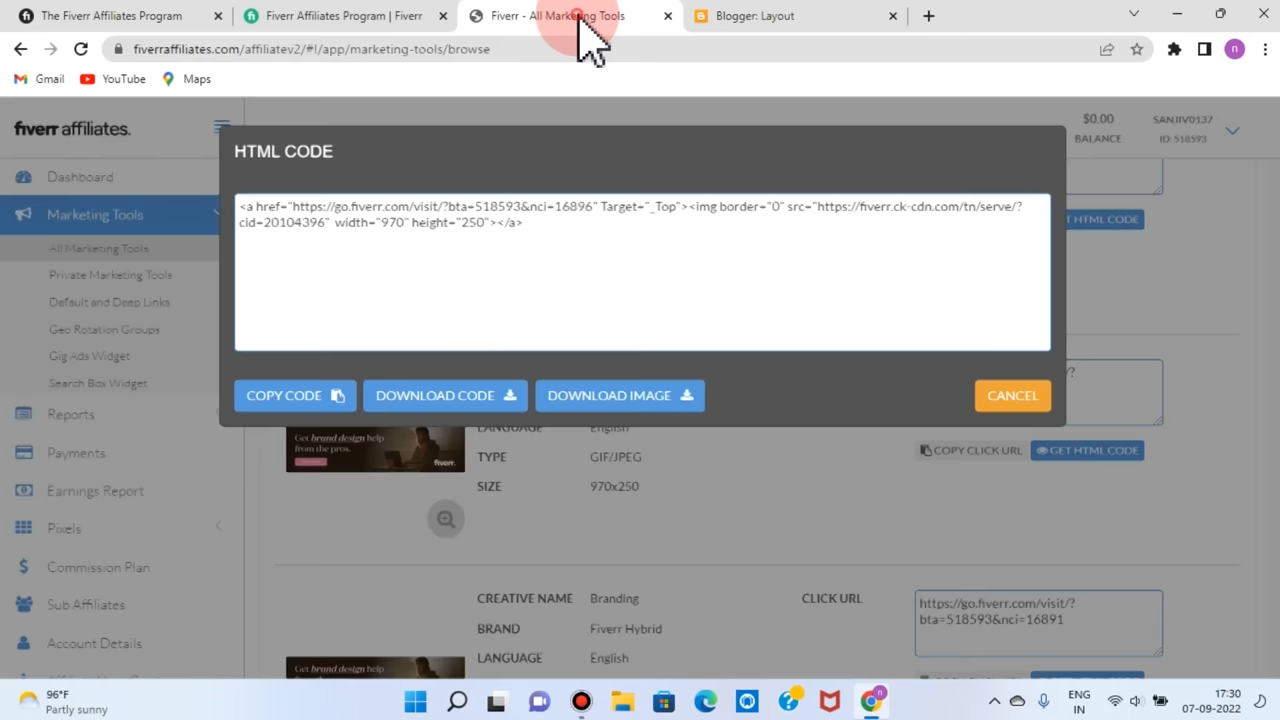 The Fiverr Affiliates Program
Fiverr Affiliates Program | Fiverr
Fiverr - All Marketing Tools
Blogger: Layout
fiverraffiliates.com/affiliatev2/#!/app/marketing-tools/browse
n
Gmail
YouTube
Maps
fiverr affiliates.
$0.00
BALANCE
SANJIV0137
ID: 518593
HTML CODE
<a href="https://go.fiverr.com/visit/?bta=518593&nci=16896" Target="_Top"><img border="0" src="https://fiverr.ck-cdn.com/tn/serve/?
cid=20104396" width="970" height="250"></a>
COPY CODE
DOWNLOAD CODE
DOWNLOAD IMAGE
CANCEL
Dashboard
Marketing Tools
All Marketing Tools
Private Marketing Tools
Default and Deep Links
Geo Rotation Groups
Gig Ads Widget
Search Box Widget
Reports
Payments
Earnings Report
Pixels
Commission Plan
Sub Affiliates
Account Details
T HTML CODE
Get brand design help
from the pros.
fiverr.
LANGUAGE English
TYPE GIF/JPEG
SIZE 970x250
COPY CLICK URL
GET HTML CODE
CREATIVE NAME Branding
BRAND Fiverr Hybrid
LANGUAGE English
CLICK URL
https://go.fiverr.com/visit/?
bta=518593&nci=16891
Get brand design help
96°F
Partly sunny
ENG
IN
17:30
07-09-2022